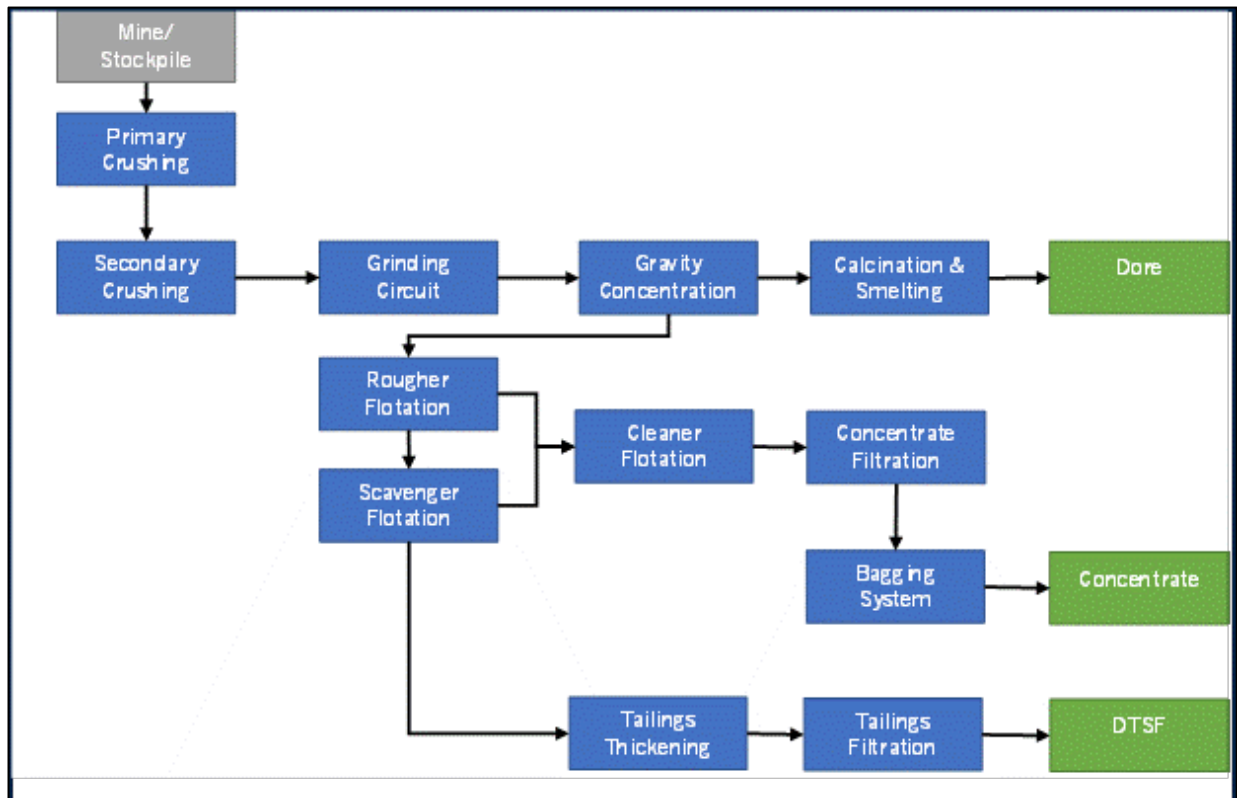 Mine/
Stockpile
Primary
Crushing
Secondary
Crushing
Grinding
Circuit
Gravity
Concentration
Calcination &
Smelting
Dore
Rougher
Flotation
Cleaner
Flotation
Concentrate
Filtration
Scavenger
Flotation
Bagging
System
Concentrate
Tailings
Thickening
Tailings
Filtration
DTSF